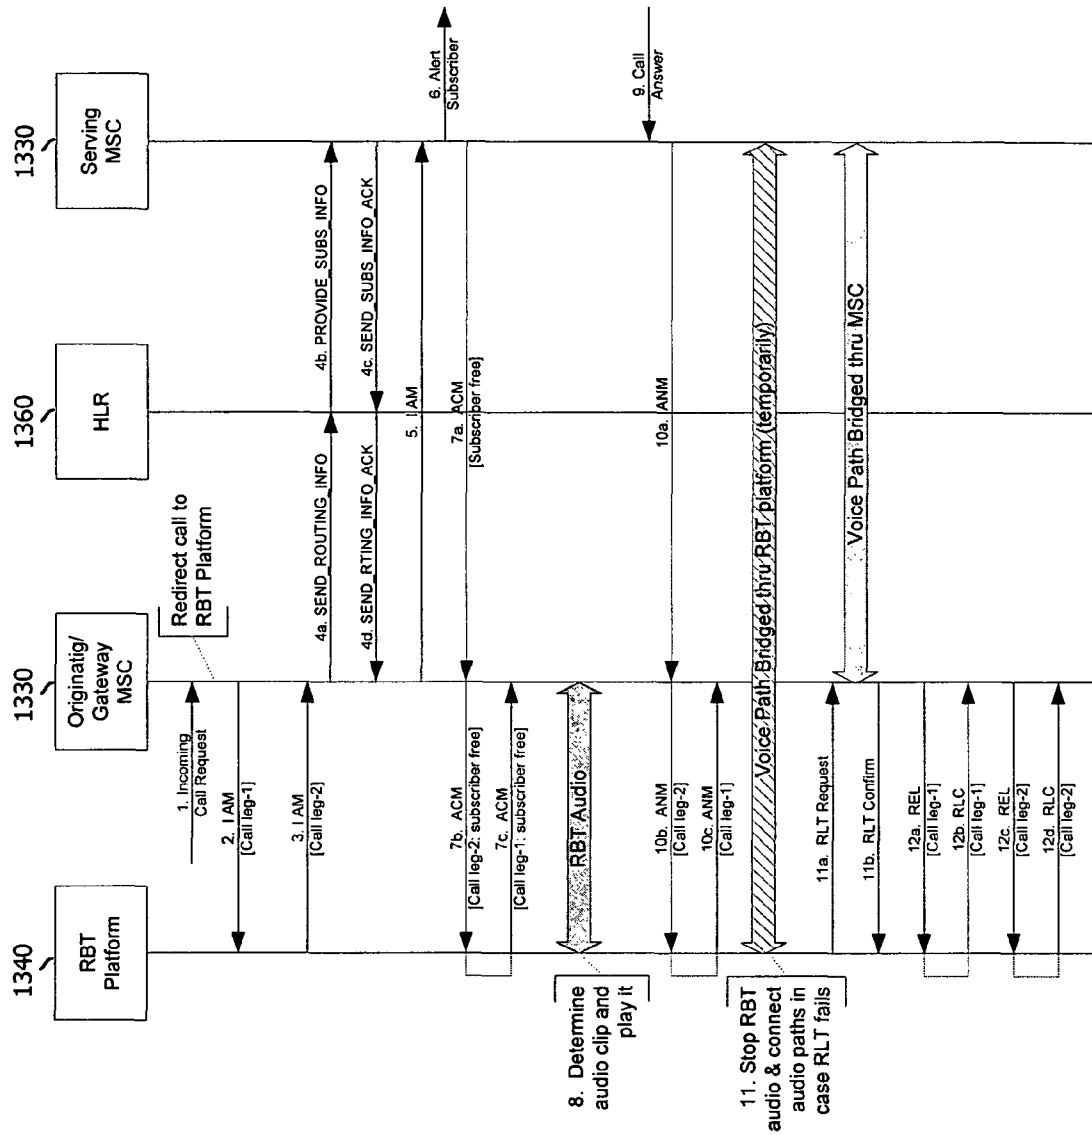 1340
RBT
Platform
1330
Originatig/
Gateway
MSC
1360
HLR
1330
Serving
MSC
1. Incoming
Call Request
Redirect call to
RBT Platform
2. I AM
[Call leg-1]
3. I AM
[Call leg-2]
4a. SEND_ROUTING_INFO
4b. PROVIDE_SUBS_INFO
4c. SEND_SUBS_INFO_ACK
4d. SEND_RTING_INFO_ACK
5. I AM
6. Alert
Subscriber
7a. ACM
[Subscriber free]
7b. ACM
[Call leg-2: subscriber free]
7c. ACM
[Call leg-1: subscriber free]
RBT Audio
8. Determine
audio clip and
play it
9. Call
Answer
10a. ANM
10b. ANM
[Call leg-2]
10c. ANM
[Call leg-1]
Voice Path Bridged thru RBT platform (temporarily)
11. Stop RBT
audio & connect
audio paths in
case RLT fails
11a. RLT Request
Voice Path Bridged thru MSC
11b. RLT Confirm
12a. REL
[Call leg-1]
12b. RLC
[Call leg-1]
12c. REL
[Call leg-2]
12d. RLC
[Call leg-2]